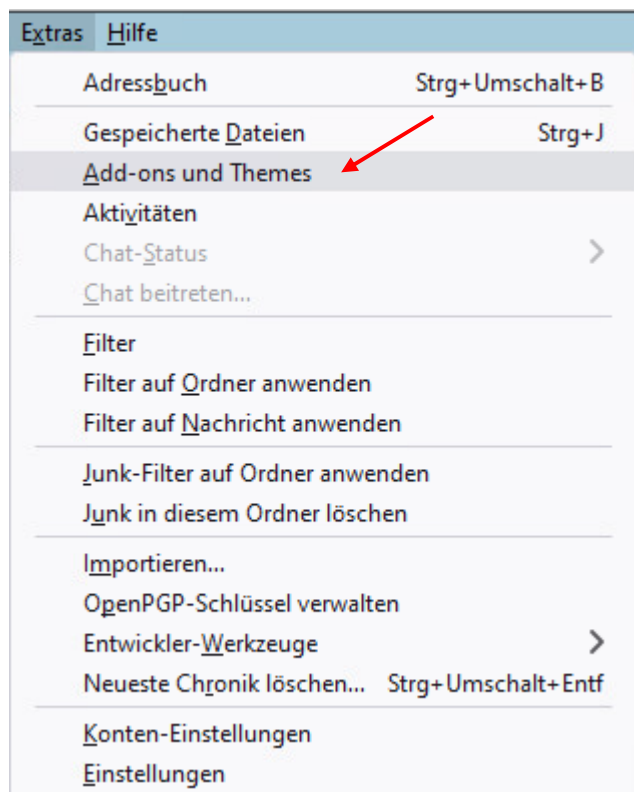 Extras Hilfe
Adressbuch Strg+Umschalt+B
Gespeicherte Dateien Strg+J
Add-ons und Themes
Aktivitäten
Chat-Status
Chat beitreten...
Filter
Filter auf Ordner anwenden
Filter auf Nachricht anwenden
Junk-Filter auf Ordner anwenden
Junk in diesem Ordner löschen
Importieren...
OpenPGP-Schlüssel verwalten
Entwickler-Werkzeuge
Neueste Chronik löschen... Strg+Umschalt+Entf
Konten-Einstellungen
Einstellungen